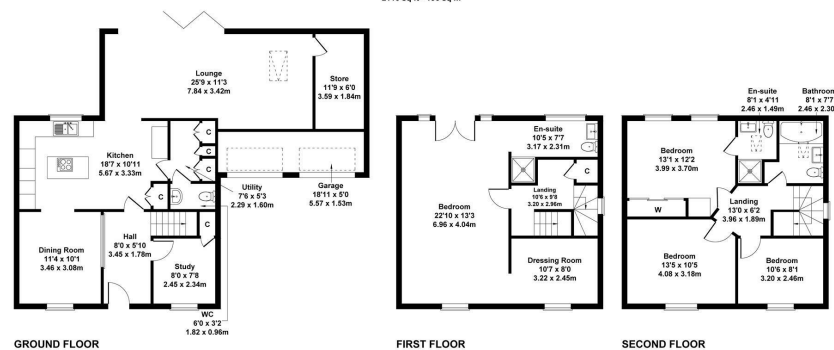 Lounge
25'9 x 11'3
7.84 x 3.42m
Store
11'9 x 6'0
3.59 x 1.84m
C
C
C
C
C
Kitchen
18'7 x 10'11
5.67 x 3.33m
Utility
7'6 x 5'3
2.29 x 1.60m
Garage
18'11 x 5'0
5.57 x 1.53m
Dining Room
11'4 x 10'1
3.46 x 3.08m
Hall
8'0 x 5'10
3.45 x 1.78m
Study
8'0 x 7'8
2.45 x 2.34m
WC
6'0 x 3'2
1.82 x 0.96m
GROUND FLOOR
En-suite
10'5 x 7'7
3.17 x 2.31m
C
Landing
10'6 x 9'8
3.20 x 2.96m
Bedroom
22'10 x 13'3
6.96 x 4.04m
Dressing Room
10'7 x 8'0
3.22 x 2.45m
FIRST FLOOR
En-suite
8'1 x 4'11
2.46 x 1.49m
Bathroom
8'1 x 7'7
2.46 x 2.30
Bedroom
13'1 x 12'2
3.99 x 3.70m
W
Landing
13'0 x 6'2
3.96 x 1.89m
Bedroom
13'5 x 10'5
4.08 x 3.18m
Bedroom
10'6 x 8'1
3.20 x 2.46m
SECOND FLOOR